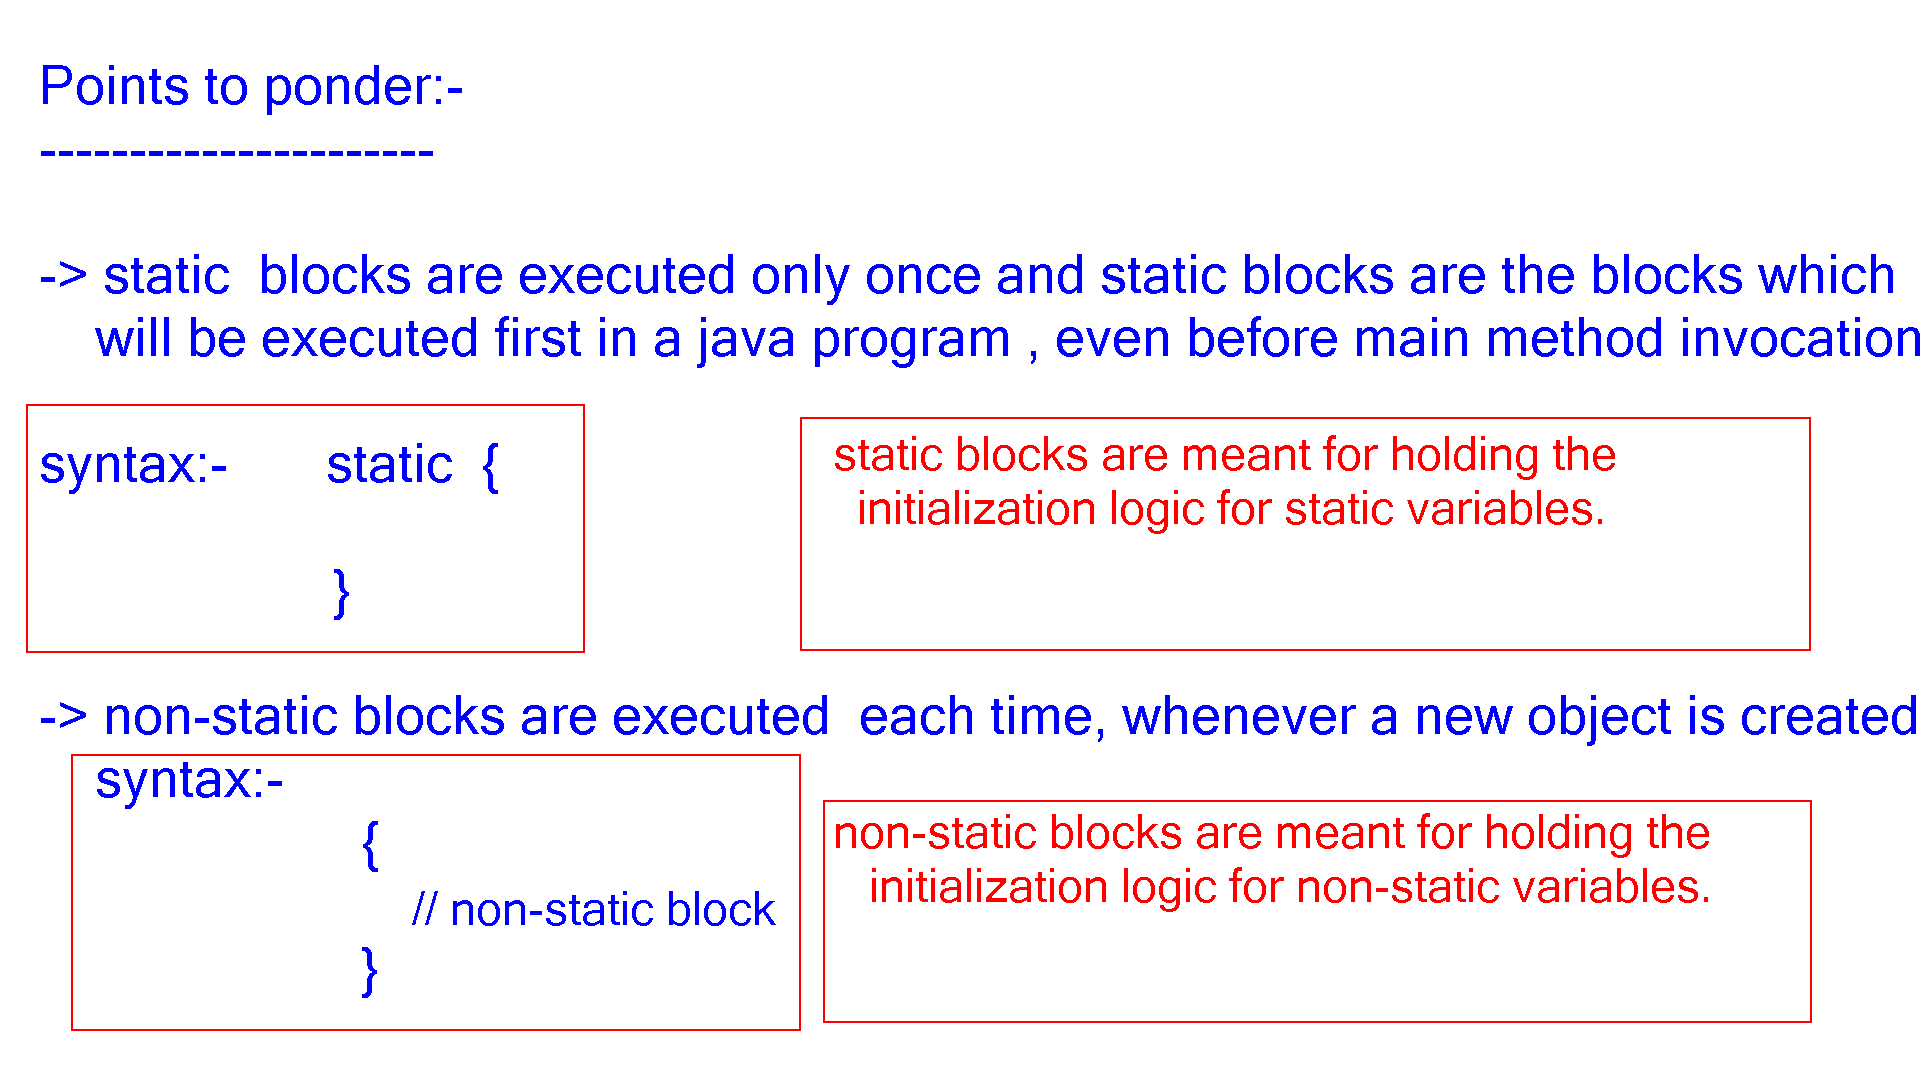 Points to ponder:-
----------------------
-> static  blocks are executed only once and static blocks are the blocks which
will be executed first in a java program , even before main method invocation
syntax:-       static  {
}
static blocks are meant for holding the
initialization logic for static variables.
-> non-static blocks are executed  each time, whenever a new object is created
syntax:-
{
// non-static block
}
non-static blocks are meant for holding the
initialization logic for non-static variables.